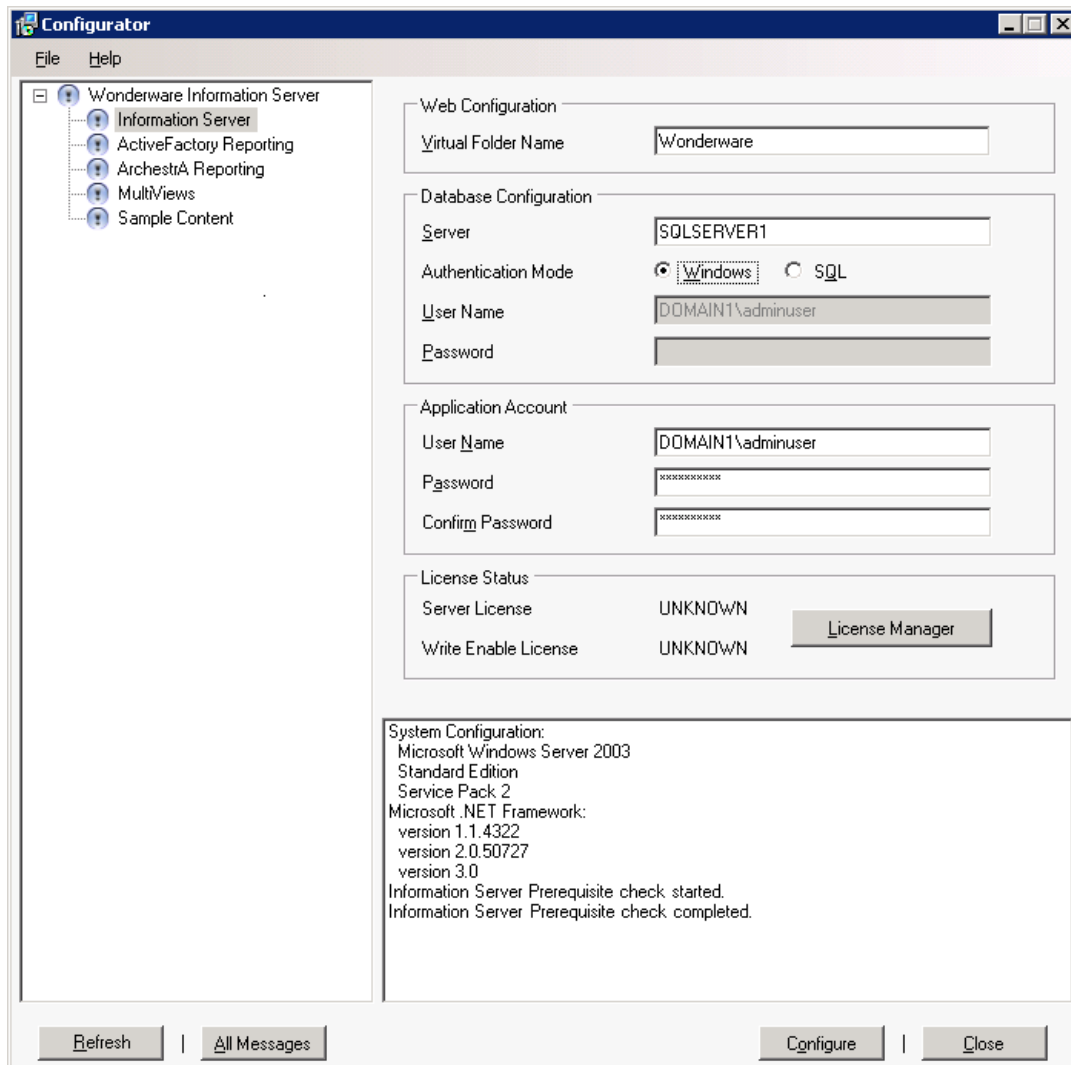 Configurator
File Help
Wonderware Information Server
Information Server
ActiveFactory Reporting
ArchestrA Reporting
MultiViews
Sample Content
Web Configuration
Virtual Folder Name Wonderware
Database Configuration
Server SQLSERVER1
Authentication Mode Windows SQL
User Name DOMAIN1\adminuser
Password
Application Account
User Name DOMAIN1\adminuser
Password **********
Confirm Password **********
License Status
Server License UNKNOWN
License Manager
Write Enable License UNKNOWN
System Configuration:
Microsoft Windows Server 2003
Standard Edition
Service Pack 2
Microsoft .NET Framework:
version 1.1.4322
version 2.0.50727
version 3.0
Information Server Prerequisite check started.
Information Server Prerequisite check completed.
Refresh | All Messages Configure | Close